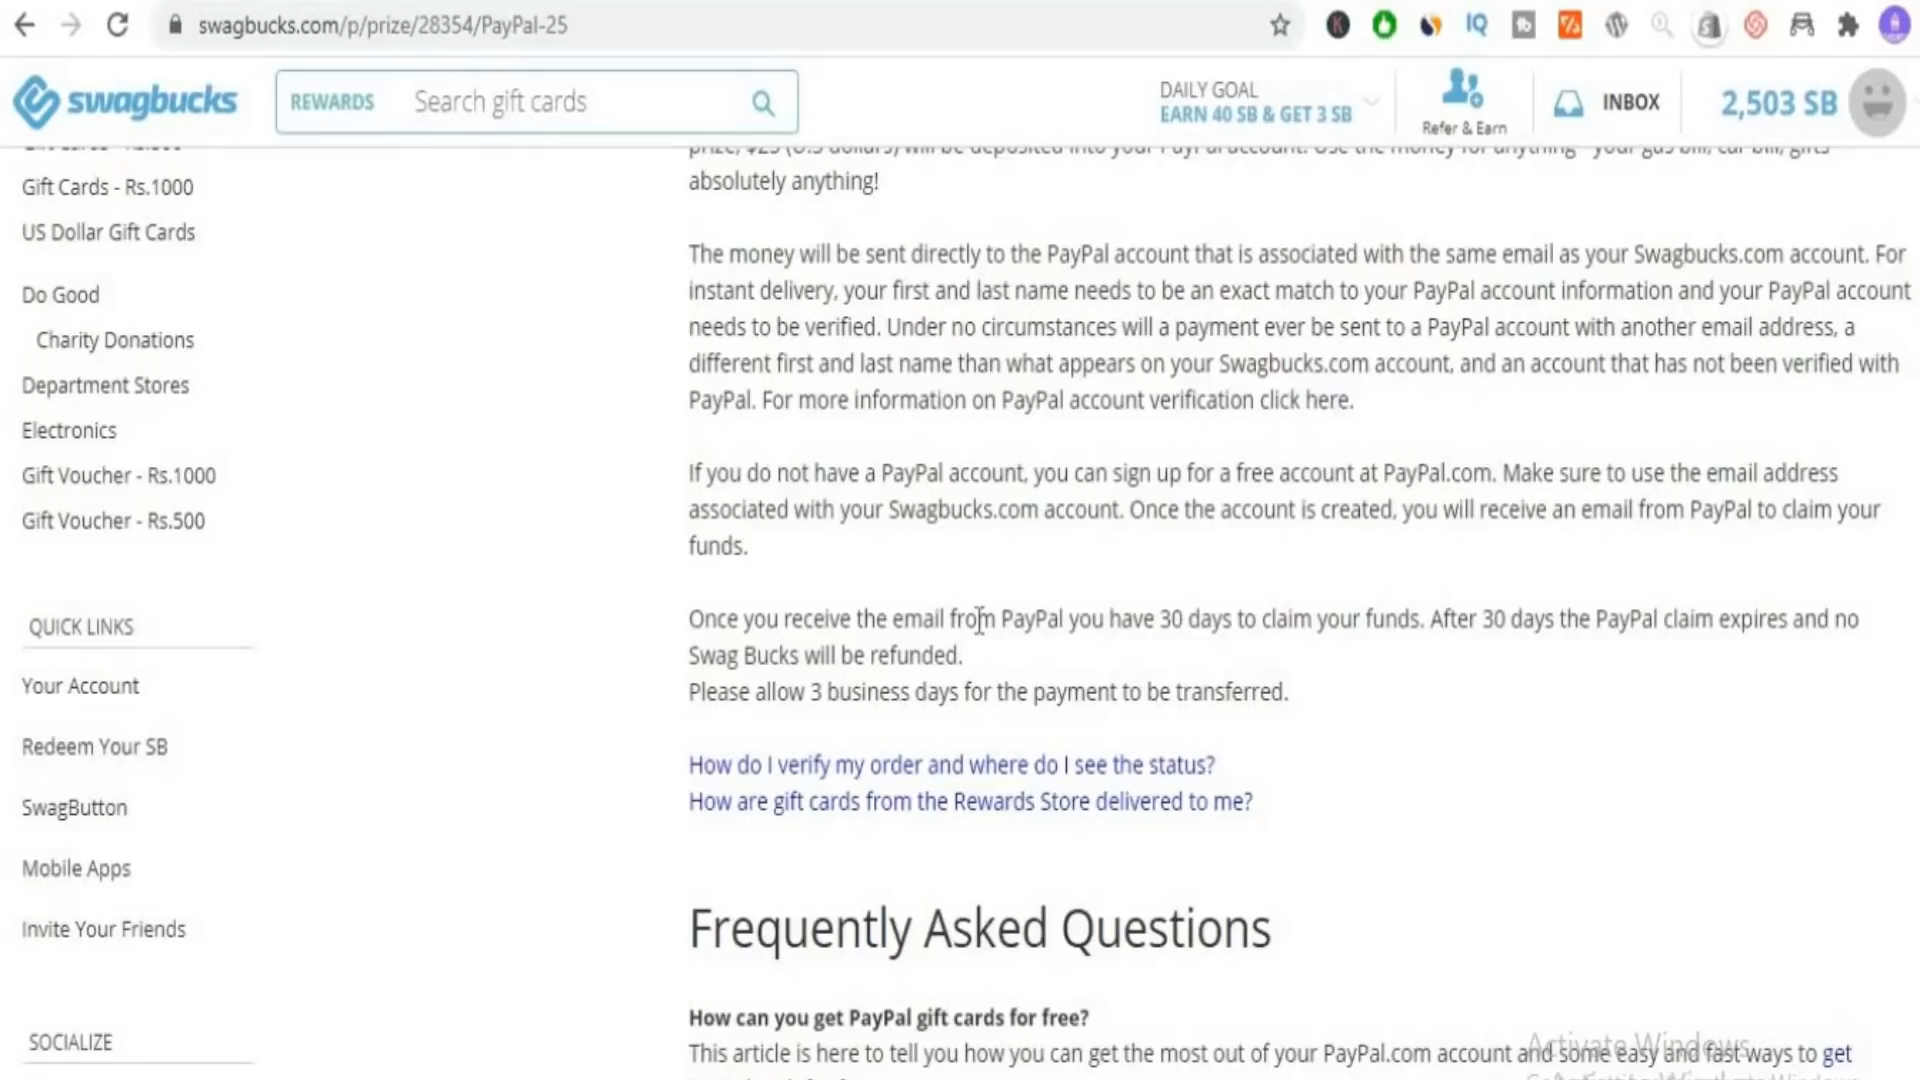 swagbucks.com/p/prize/28354/PayPal-25
IQ
swagbucks
REWARDS
Search gift cards
DAILY GOAL
EARN 40 SB & GET 3 SB
Refer & Earn
INBOX
2,503 SB
Gift Cards - Rs.1000
US Dollar Gift Cards
Do Good
Charity Donations
Department Stores
Electronics
Gift Voucher - Rs.1000
Gift Voucher - Rs.500
QUICK LINKS
Your Account
Redeem Your SB
SwagButton
Mobile Apps
Invite Your Friends
SOCIALIZE
absolutely anything!
The money will be sent directly to the PayPal account that is associated with the same email as your Swagbucks.com account. For
instant delivery, your first and last name needs to be an exact match to your PayPal account information and your PayPal account
needs to be verified. Under no circumstances will a payment ever be sent to a PayPal account with another email address, a
different first and last name than what appears on your Swagbucks.com account, and an account that has not been verified with
PayPal. For more information on PayPal account verification click here.
If you do not have a PayPal account, you can sign up for a free account at PayPal.com. Make sure to use the email address
associated with your Swagbucks.com account. Once the account is created, you will receive an email from PayPal to claim your
funds.
Once you receive the email from PayPal you have 30 days to claim your funds. After 30 days the PayPal claim expires and no
Swag Bucks will be refunded.
Please allow 3 business days for the payment to be transferred.
How do I verify my order and where do I see the status?
How are gift cards from the Rewards Store delivered to me?
Frequently Asked Questions
How can you get PayPal gift cards for free?
This article is here to tell you how you can get the most out of your PayPal.com account and some easy and fast ways to get
Activate Windows